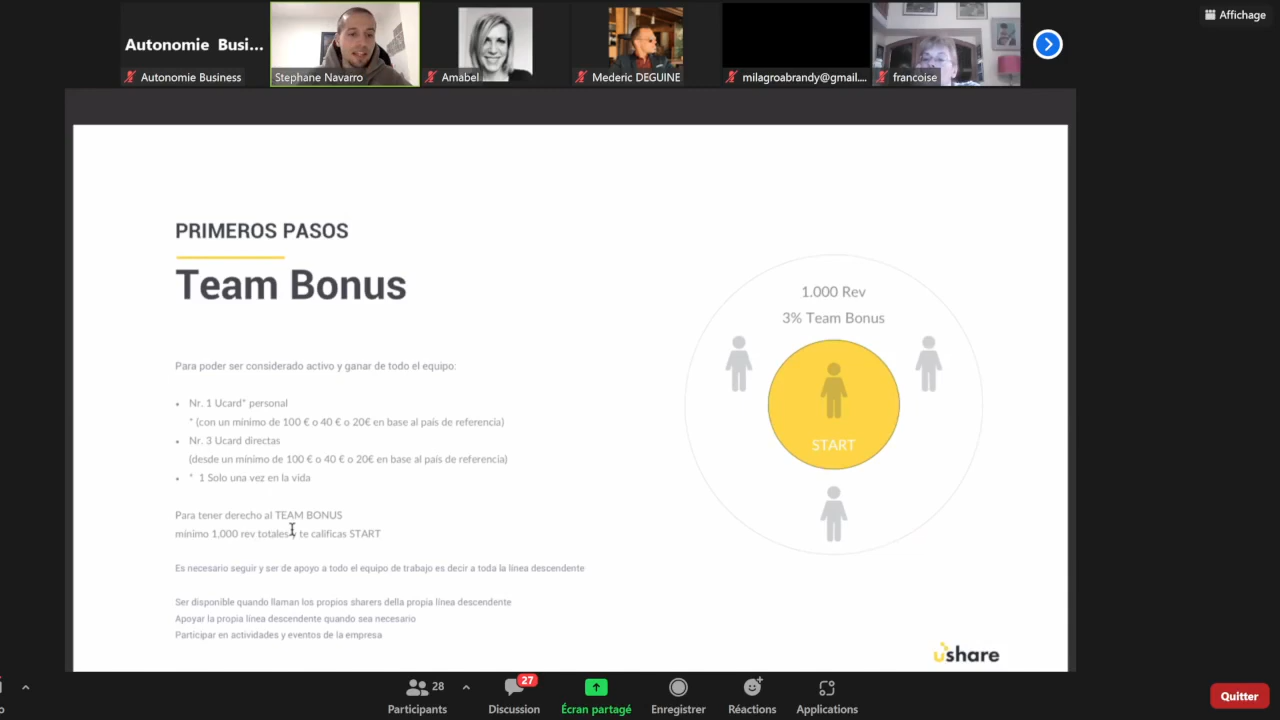 Autonomie Busi...
Autonomie Business
Stephane Navarro
Amabel
Mederic DEGUINE
milagroabrandy@gmail....
francoise
Affichage
PRIMEROS PASOS
Team Bonus
Para poder ser considerado activo y ganar de todo el equipo:
• Nr. 1 Ucard* personal
* (con un mínimo de 100 € o 40 € o 20€ en base al país de referencia)
• Nr. 3 Ucard directas
(desde un mínimo de 100 € o 40 € o 20€ en base al país de referencia)
• * 1 Solo una vez en la vida
Para tener derecho al TEAM BONUS
mínimo 1,000 rev totales y te calificas START
Es necesario seguir y ser de apoyo a todo el equipo de trabajo es decir a toda la línea descendente
Ser disponible quando llaman los propios sharers della propia línea descendente
Apoyar la propia línea descendente quando sea necesario
Participar en actividades y eventos de la empresa
1.000 Rev
3% Team Bonus
START
ushare
28
27
Participants
Discussion
Écran partagé
Enregistrer
Réactions
Applications
Quitter